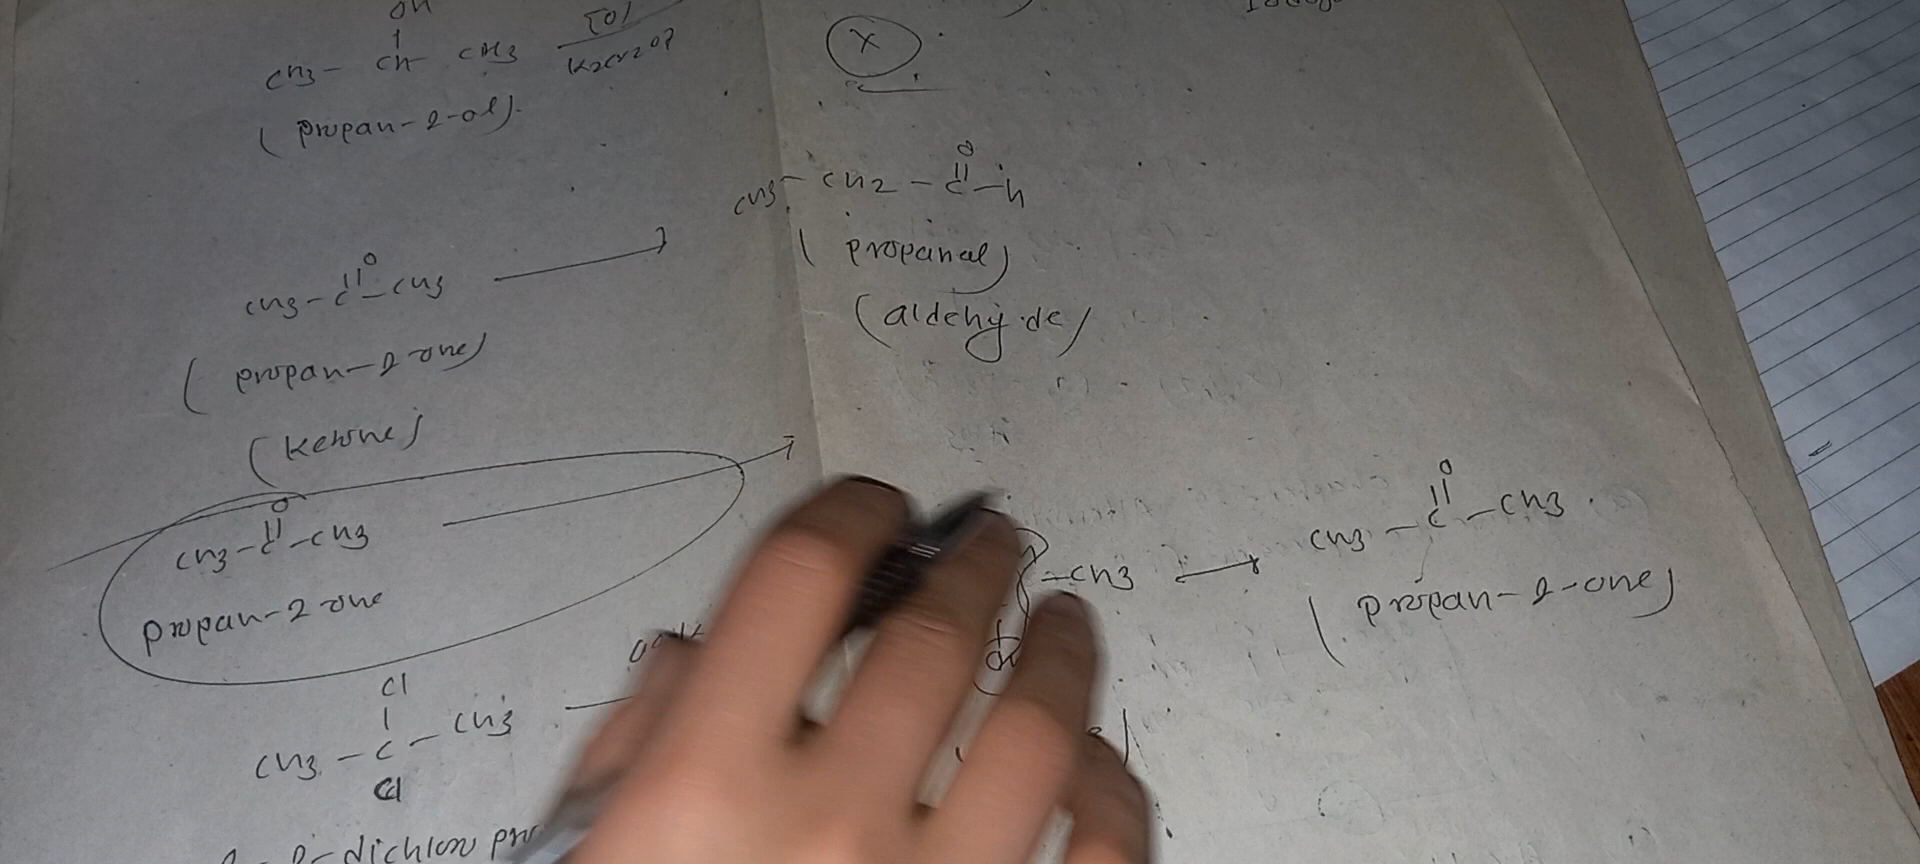 OH
|
CH3 – CH – CH3 [O] K2Cr2O7 X
(propan-2-ol).
O
||
CH3 – CH2 – C – H
(propanal)
(aldehyde)
O
||
CH3 – C – CH3 →
(propan-2-one)
(ketone)
O
||
CH3 – C – CH3 →
propan-2-one
–CH3 →
O
||
CH3 – C – CH3.
(propan-2-one)
Cl
|
CH3 – C – CH3
Cl
2-dichloro